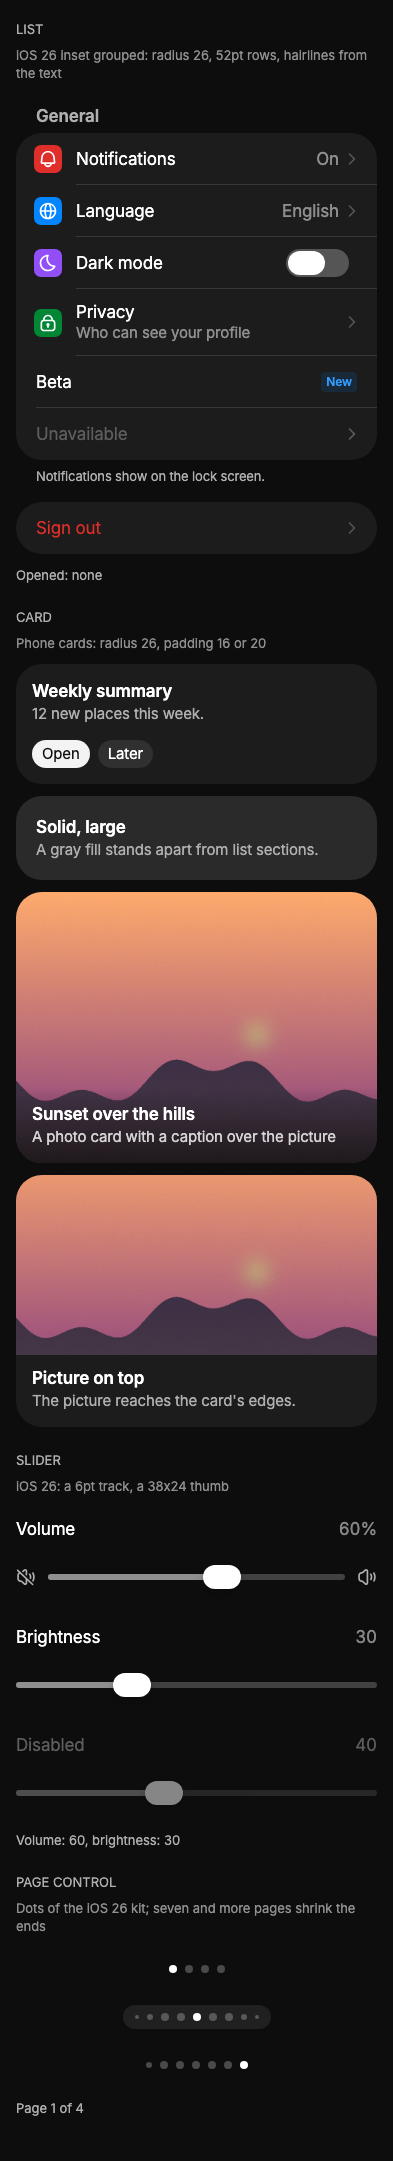 LIST
iOS 26 inset grouped: radius 26, 52pt rows, hairlines from
the text
General
Notifications On
Language English
Dark mode
Privacy
Who can see your profile
Beta New
Unavailable
Notifications show on the lock screen.
Sign out
Opened: none
CARD
Phone cards: radius 26, padding 16 or 20
Weekly summary
12 new places this week.
Open Later
Solid, large
A gray fill stands apart from list sections.
Sunset over the hills
A photo card with a caption over the picture
Picture on top
The picture reaches the card's edges.
SLIDER
iOS 26: a 6pt track, a 38x24 thumb
Volume 60%
Brightness 30
Disabled 40
Volume: 60, brightness: 30
PAGE CONTROL
Dots of the iOS 26 kit; seven and more pages shrink the
ends
Page 1 of 4